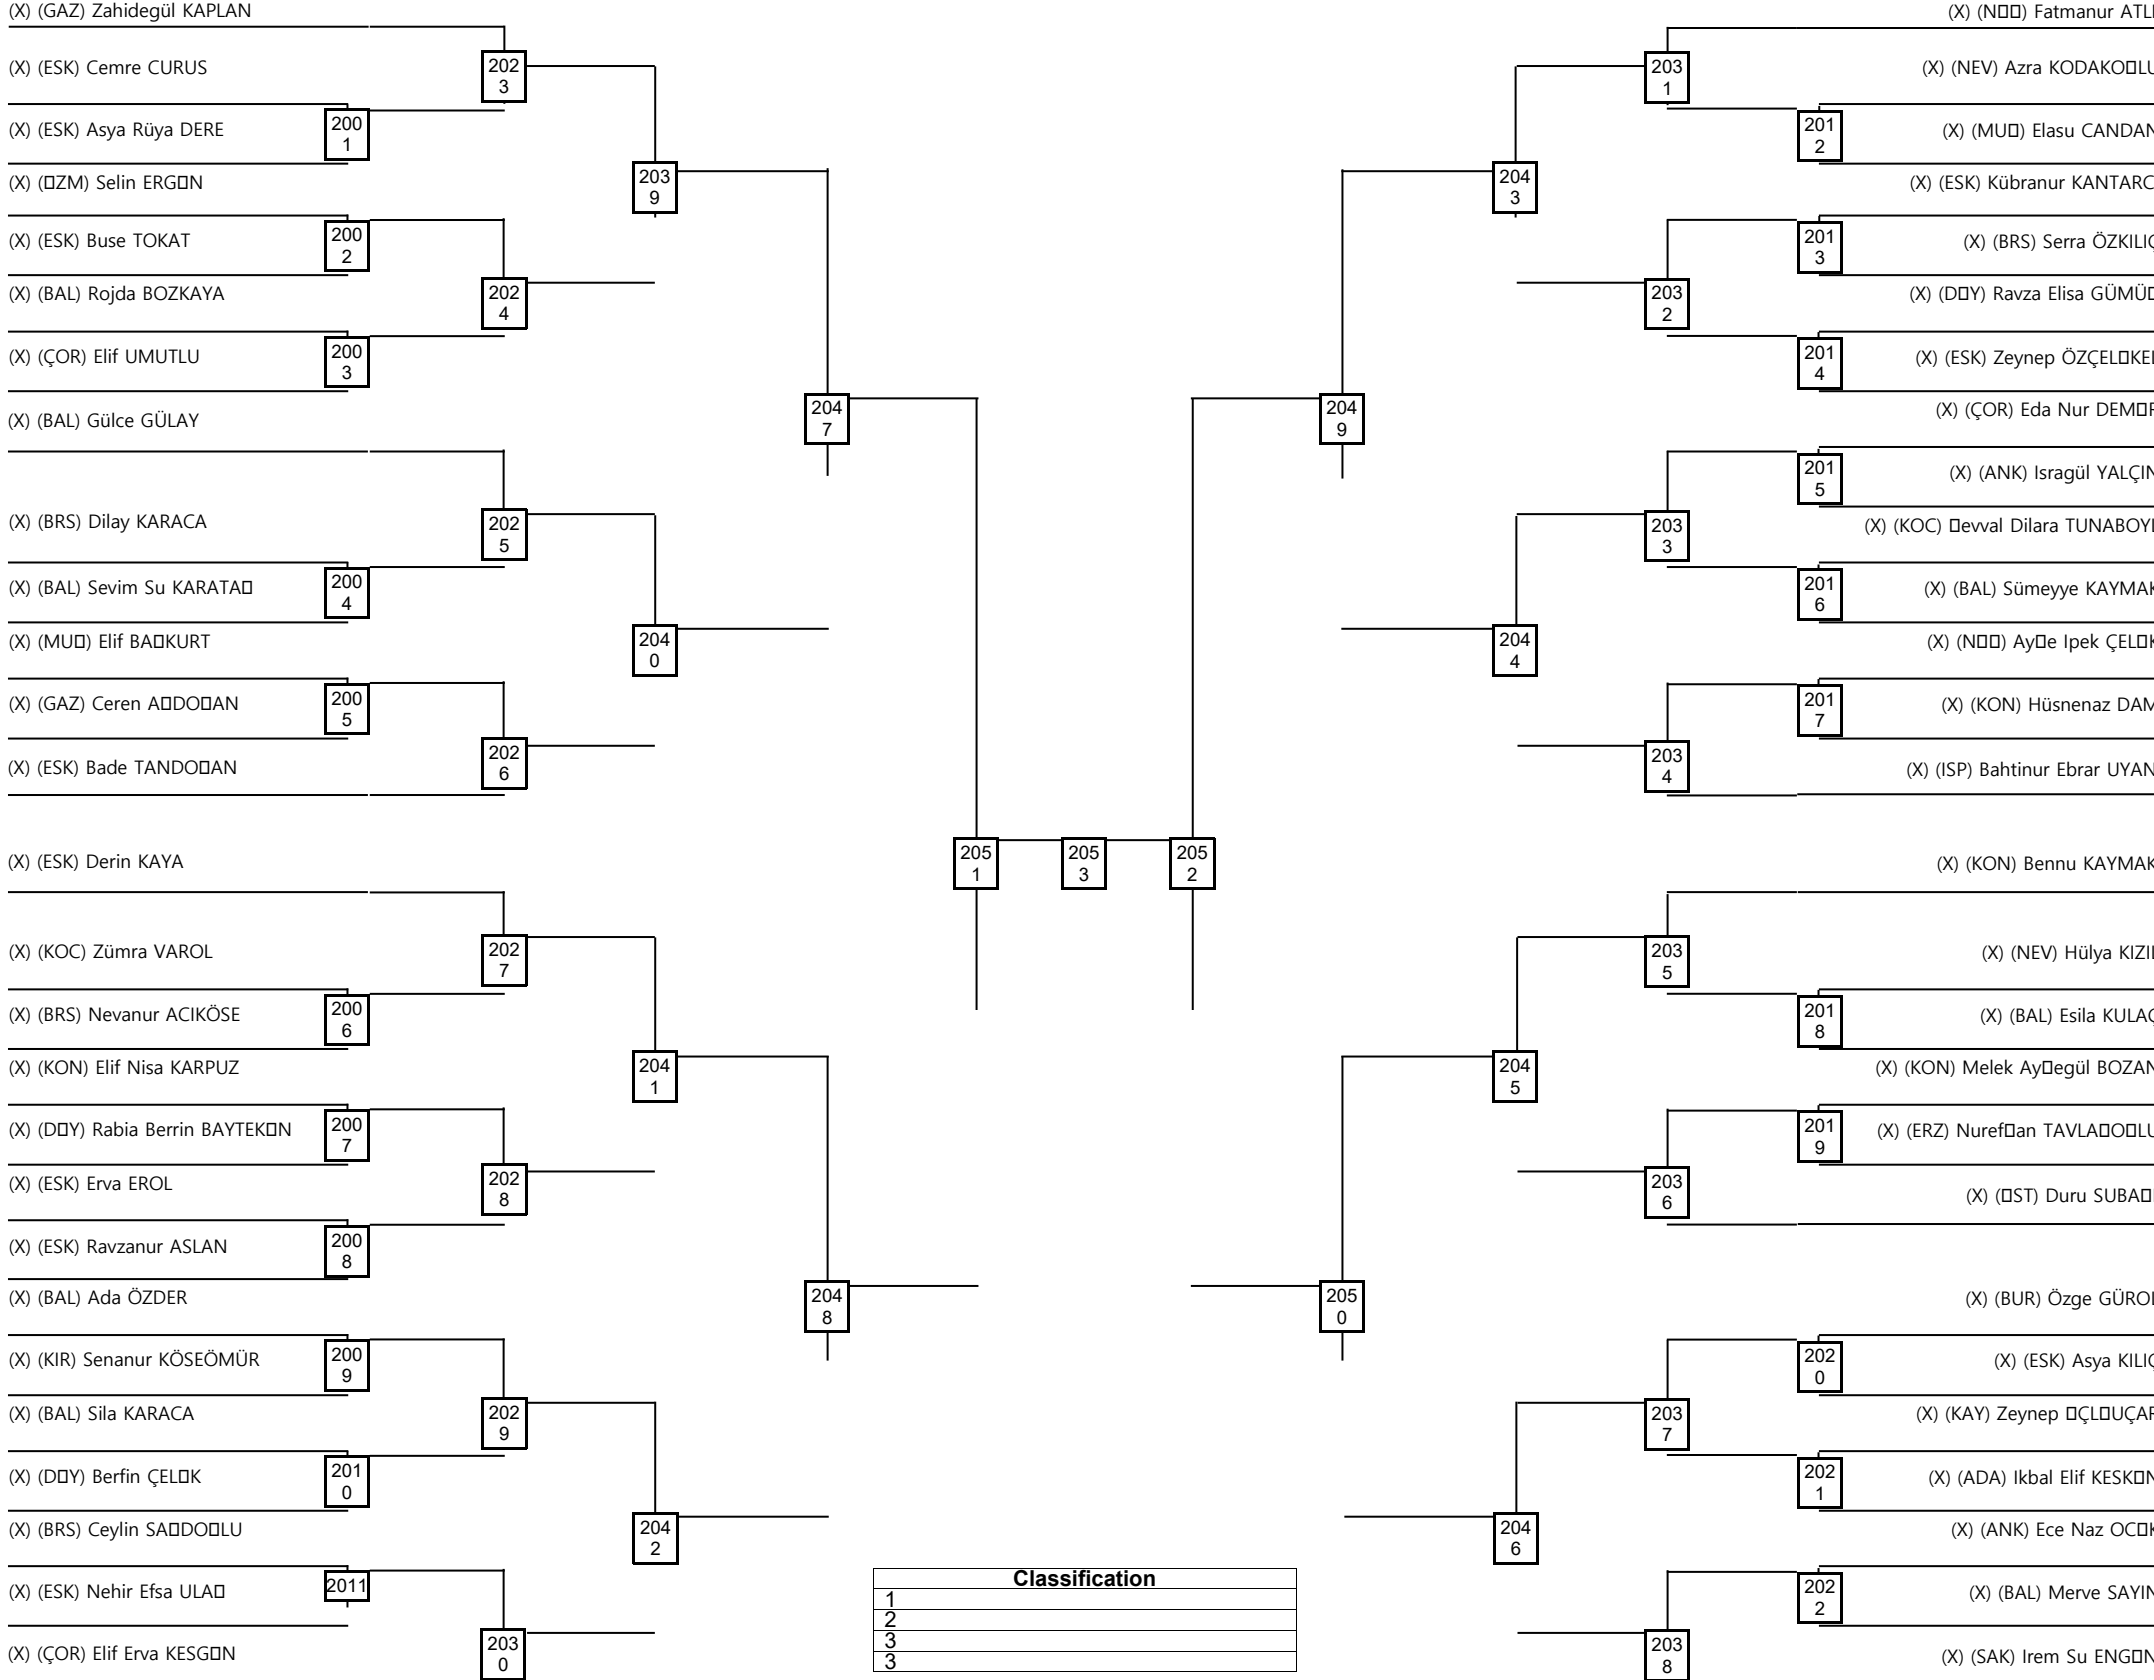 (X) (GAZ) Zahidegül KAPLAN
(X) (ESK) Cemre CURUS
(X) (ESK) Asya Rüya DERE
(X) (□ZM) Selin ERG□N
(X) (ESK) Buse TOKAT
(X) (BAL) Rojda BOZKAYA
(X) (ÇOR) Elif UMUTLU
(X) (BAL) Gülce GÜLAY
(X) (BRS) Dilay KARACA
(X) (BAL) Sevim Su KARATA□
(X) (MU□) Elif BA□KURT
(X) (GAZ) Ceren A□DO□AN
(X) (ESK) Bade TANDO□AN
(X) (ESK) Derin KAYA
(X) (KOC) Zümra VAROL
(X) (BRS) Nevanur ACIKÖSE
(X) (KON) Elif Nisa KARPUZ
(X) (D□Y) Rabia Berrin BAYTEK□N
(X) (ESK) Erva EROL
(X) (ESK) Ravzanur ASLAN
(X) (BAL) Ada ÖZDER
(X) (KIR) Senanur KÖSEÖMÜR
(X) (BAL) Sila KARACA
(X) (D□Y) Berfin ÇEL□K
(X) (BRS) Ceylin SA□DO□LU
(X) (ESK) Nehir Efsa ULA□
(X) (ÇOR) Elif Erva KESG□N
200
1
200
2
200
3
200
4
200
5
200
6
200
7
200
8
200
9
201
0
2011
202
3
202
4
202
5
202
6
202
7
202
8
202
9
203
0
203
9
204
0
204
1
204
2
204
7
204
8
205
1
205
3
205
2
Classification
1
2
3
3
204
9
205
0
204
3
204
4
204
5
204
6
203
1
203
2
203
3
203
4
203
5
203
6
203
7
203
8
201
2
201
3
201
4
201
5
201
6
201
7
201
8
201
9
202
0
202
1
202
2
(X) (N□□) Fatmanur ATL
(X) (NEV) Azra KODAKO□LU
(X) (MU□) Elasu CANDAN
(X) (ESK) Kübranur KANTARC
(X) (BRS) Serra ÖZKILIÇ
(X) (D□Y) Ravza Elisa GÜMÜ□
(X) (ESK) Zeynep ÖZÇEL□KEL
(X) (ÇOR) Eda Nur DEM□R
(X) (ANK) Isragül YALÇIN
(X) (KOC) □evval Dilara TUNABOYL
(X) (BAL) Sümeyye KAYMAK
(X) (N□□) Ay□e Ipek ÇEL□K
(X) (KON) Hüsnenaz DAM
(X) (ISP) Bahtinur Ebrar UYAN
(X) (KON) Bennu KAYMAK
(X) (NEV) Hülya KIZIL
(X) (BAL) Esila KULAÇ
(X) (KON) Melek Ay□egül BOZAN
(X) (ERZ) Nuref□an TAVLA□O□LU
(X) (□ST) Duru SUBA□
(X) (BUR) Özge GÜROL
(X) (ESK) Asya KILIÇ
(X) (KAY) Zeynep □ÇL□UÇAR
(X) (ADA) Ikbal Elif KESK□N
(X) (ANK) Ece Naz OC□K
(X) (BAL) Merve SAYIN
(X) (SAK) Irem Su ENG□N